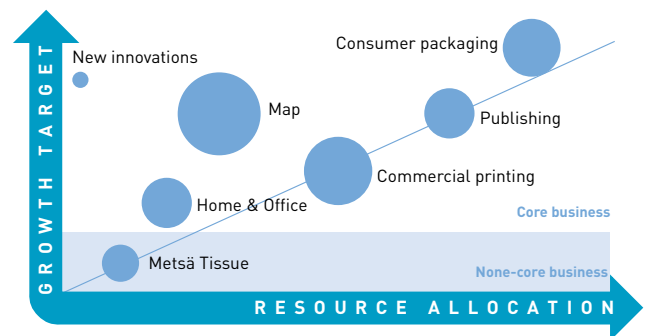 GROWTH TARGET
New innovations
Consumer packaging
Map
Publishing
Commercial printing
Home & Office
Core business
Metsä Tissue
None-core business
RESOURCE ALLOCATION